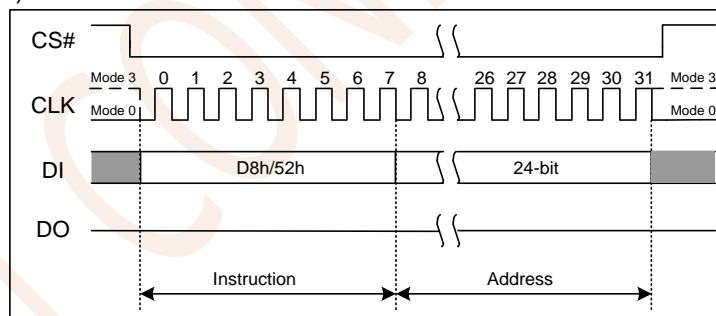 )
CS#
Mode 3 0 1 2 3 4 5 6 7 8 26 27 28 29 30 31 Mode 3
CLK Mode 0 Mode 0
DI D8h/52h 24-bit
DO
Instruction Address